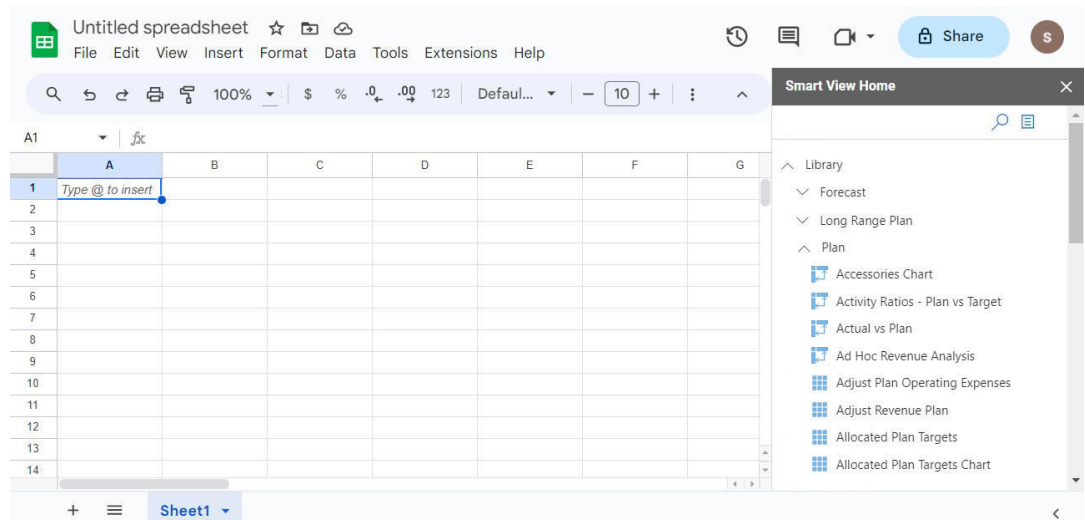 Untitled spreadsheet
File Edit View Insert Format Data Tools Extensions Help
Share
S
100% $ % .0 .00 123 Defaul... 10
Smart View Home
A1 fx
A B C D E F G
1 Type @ to insert
2
3
4
5
6
7
8
9
10
11
12
13
14
Library
Forecast
Long Range Plan
Plan
Accessories Chart
Activity Ratios - Plan vs Target
Actual vs Plan
Ad Hoc Revenue Analysis
Adjust Plan Operating Expenses
Adjust Revenue Plan
Allocated Plan Targets
Allocated Plan Targets Chart
Sheet1